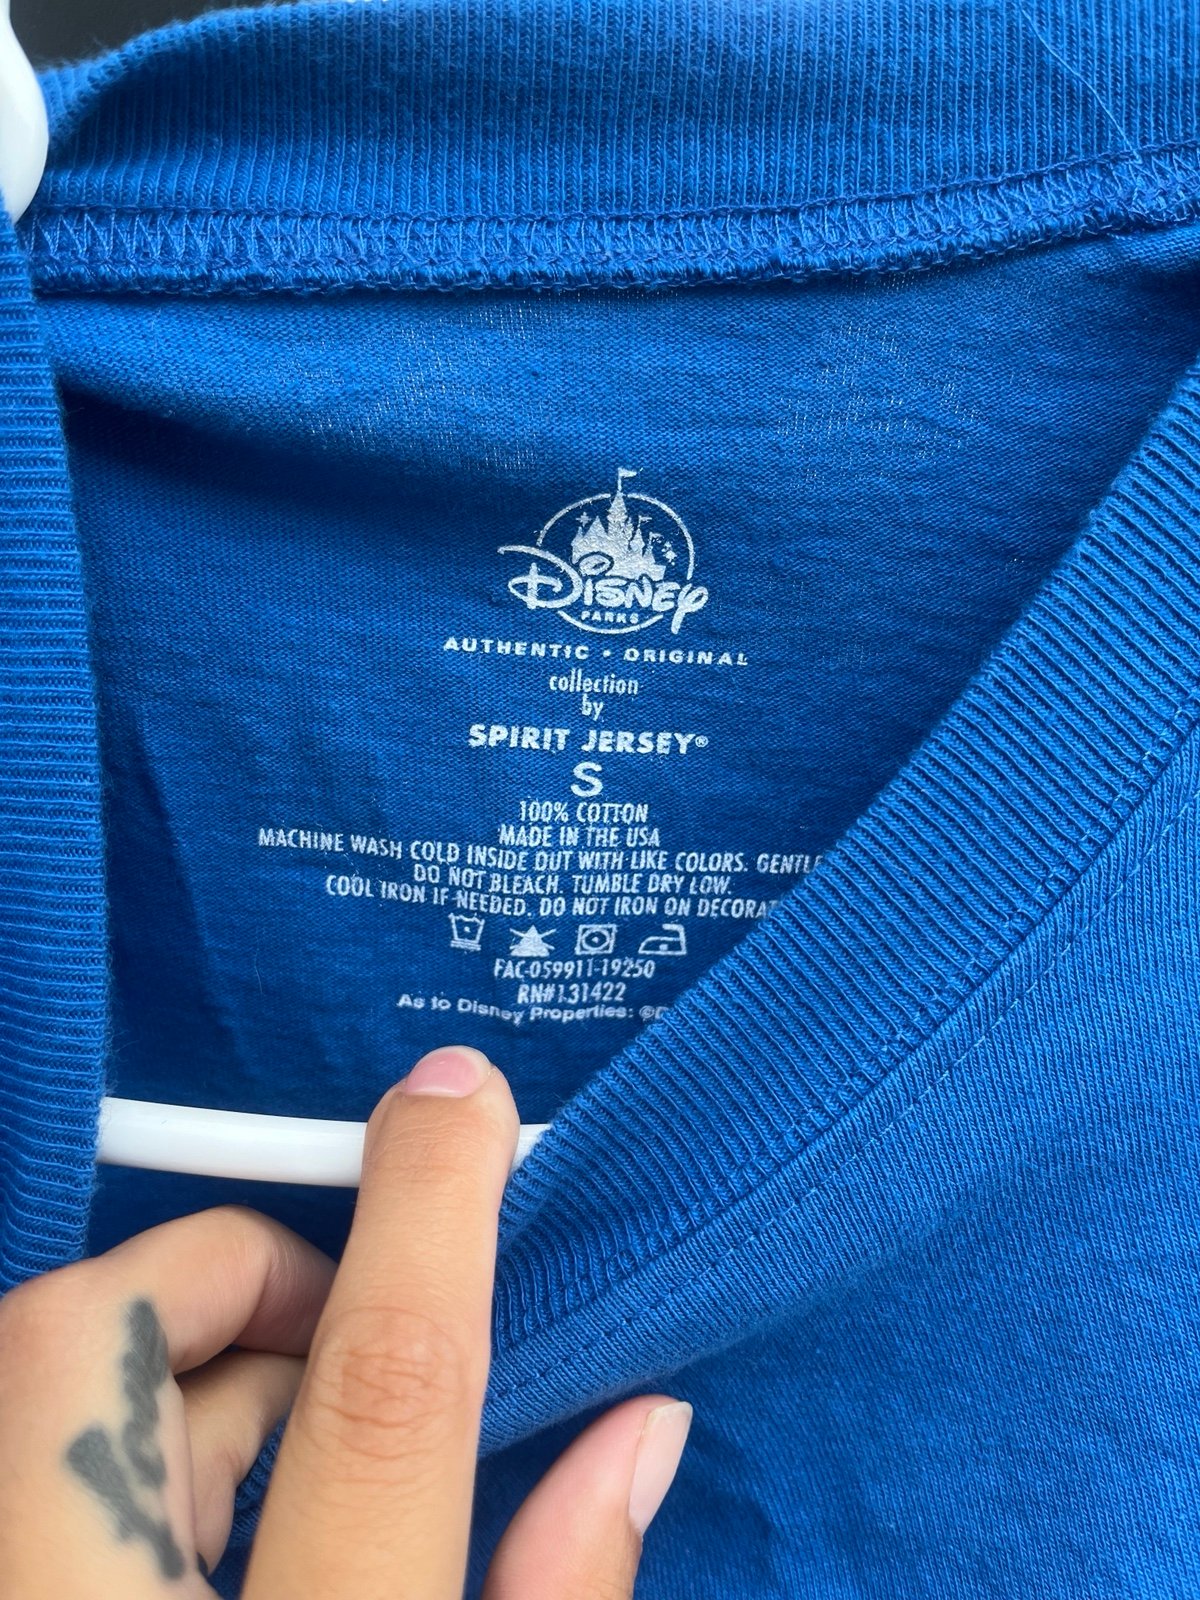 Disney
PARKS
AUTHENTIC • ORIGINAL
collection
by
SPIRIT JERSEY®
S
100% COTTON
MADE IN THE USA
MACHINE WASH COLD INSIDE OUT WITH LIKE COLORS. GENTLE
DO NOT BLEACH. TUMBLE DRY LOW.
COOL IRON IF NEEDED. DO NOT IRON ON DECORAT
FAC-059911-19250
RN#131422
As to Disney Properties: ©D